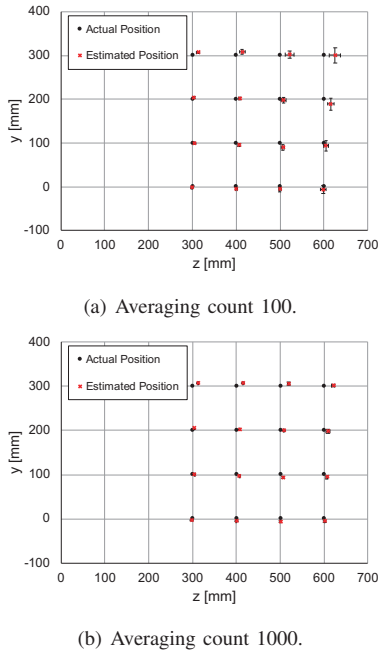 400
300
200
100
0
-100
y [mm]
Actual Position
Estimated Position
0 100 200 300 400 500 600 700
z [mm]
(a) Averaging count 100.
400
300
200
100
0
-100
y [mm]
Actual Position
Estimated Position
0 100 200 300 400 500 600 700
z [mm]
(b) Averaging count 1000.